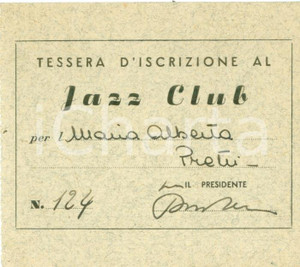 TESSERA D'ISCRIZIONE AL
Jazz Club
per l Maria Alberta
Preti
IL PRESIDENTE
N. 124